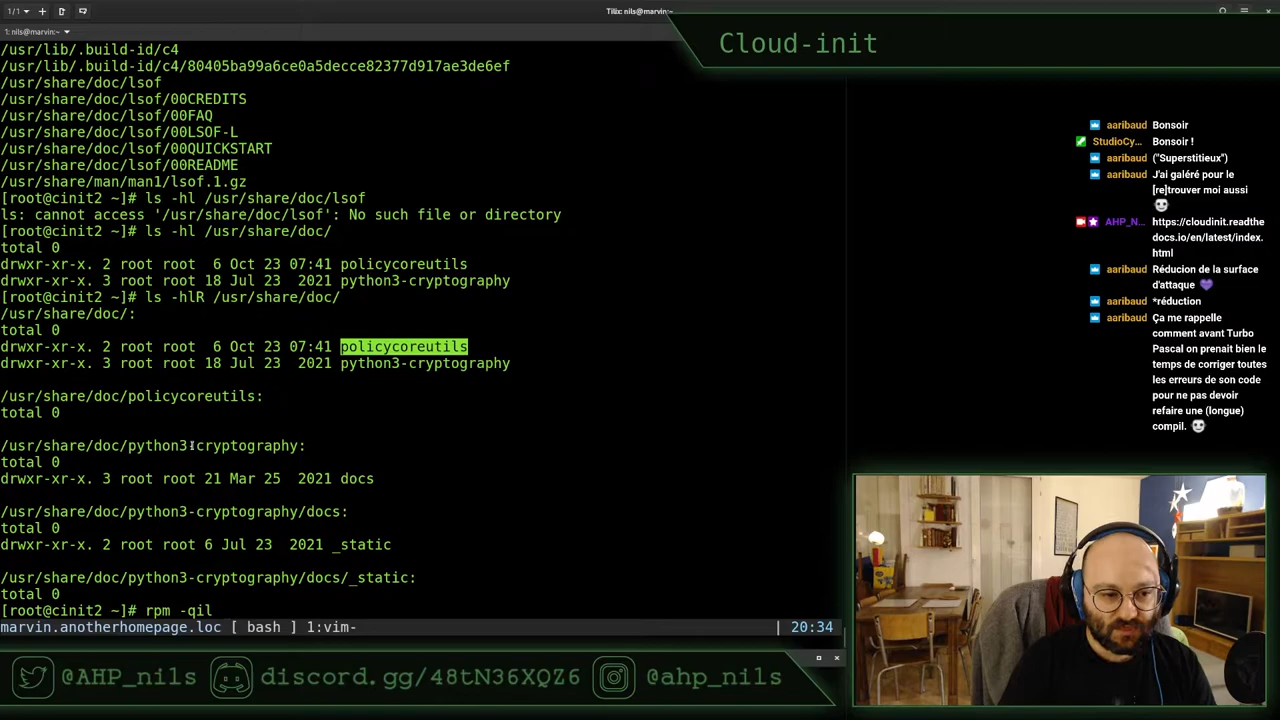 1/1
Tilix: nils@marvin:~
1: nils@marvin:~
Cloud-init
/usr/lib/.build-id/c4
/usr/lib/.build-id/c4/80405ba99a6ce0a5decce82377d917ae3de6ef
/usr/share/doc/lsof
/usr/share/doc/lsof/00CREDITS
/usr/share/doc/lsof/00FAQ
/usr/share/doc/lsof/00LSOF-L
/usr/share/doc/lsof/00QUICKSTART
/usr/share/doc/lsof/00README
/usr/share/man/man1/lsof.1.gz
[root@cinit2 ~]# ls -hl /usr/share/doc/lsof
ls: cannot access '/usr/share/doc/lsof': No such file or directory
[root@cinit2 ~]# ls -hl /usr/share/doc/
total 0
drwxr-xr-x. 2 root root  6 Oct 23 07:41 policycoreutils
drwxr-xr-x. 3 root root 18 Jul 23  2021 python3-cryptography
[root@cinit2 ~]# ls -hlR /usr/share/doc/
/usr/share/doc/:
total 0
drwxr-xr-x. 2 root root  6 Oct 23 07:41 policycoreutils
drwxr-xr-x. 3 root root 18 Jul 23  2021 python3-cryptography
/usr/share/doc/policycoreutils:
total 0
/usr/share/doc/python3-cryptography:
total 0
drwxr-xr-x. 3 root root 21 Mar 25  2021 docs
/usr/share/doc/python3-cryptography/docs:
total 0
drwxr-xr-x. 2 root root 6 Jul 23  2021 _static
/usr/share/doc/python3-cryptography/docs/_static:
total 0
[root@cinit2 ~]# rpm -qil
marvin.anotherhomepage.loc [ bash ] 1:vim-
| 20:34
aaribaud Bonsoir
StudioCy... Bonsoir !
aaribaud ("Superstitieux")
aaribaud J'ai galéré pour le
[re]trouver moi aussi
AHP_N... https://cloudinit.readthe
docs.io/en/latest/index.
html
aaribaud Réducion de la surface
d'attaque
aaribaud *réduction
aaribaud Ça me rappelle
comment avant Turbo
Pascal on prenait bien le
temps de corriger toutes
les erreurs de son code
pour ne pas devoir
refaire une (longue)
compil.
@AHP_nils
discord.gg/48tN36XQZ6
@ahp_nils